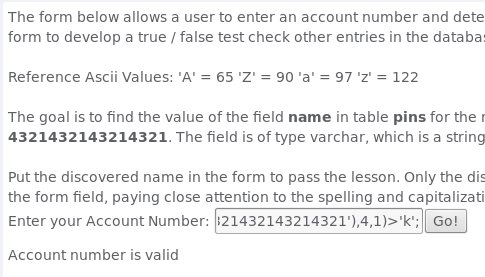 The form below allows a user to enter an account number and dete
form to develop a true / false test check other entries in the databa
Reference Ascii Values: 'A' = 65 'Z' = 90 'a' = 97 'z' = 122
The goal is to find the value of the field name in table pins for the
4321432143214321. The field is of type varchar, which is a string
Put the discovered name in the form to pass the lesson. Only the dis
the form field, paying close attention to the spelling and capitalizati
Enter your Account Number: 321432143214321'),4,1)>'k'; Go!
Account number is valid